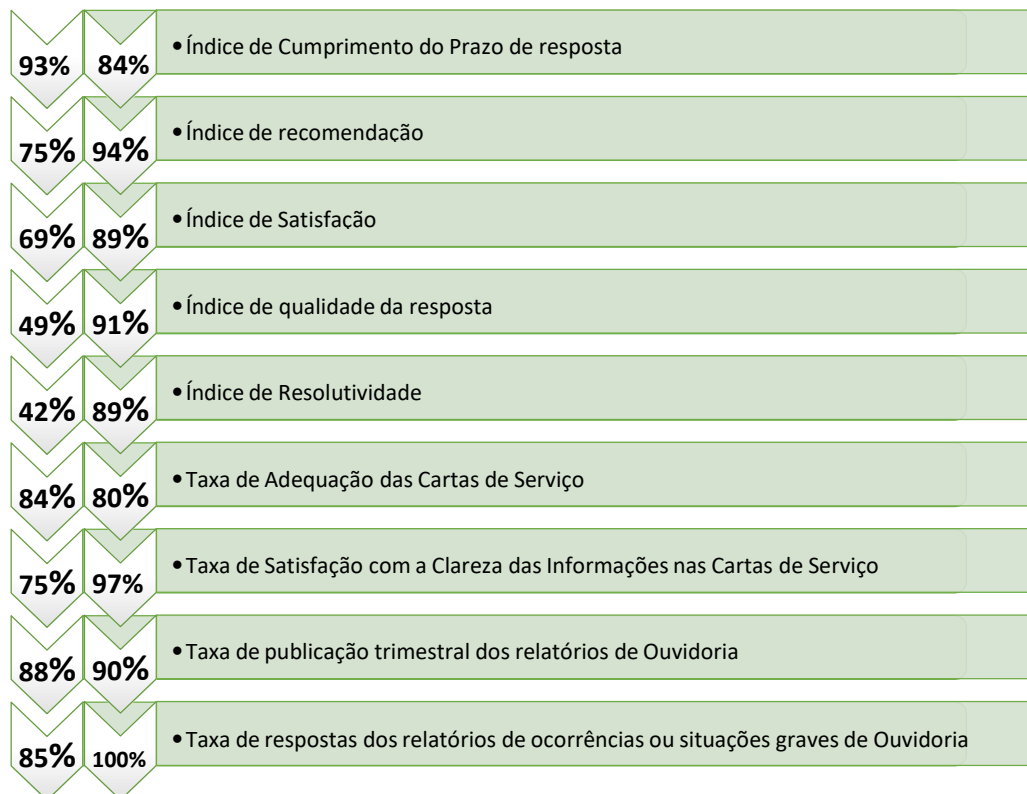 93% 84% •Índice de Cumprimento do Prazo de resposta
75% 94% •Índice de recomendação
69% 89% •Índice de Satisfação
49% 91% •Índice de qualidade da resposta
42% 89% •Índice de Resolutividade
84% 80% •Taxa de Adequação das Cartas de Serviço
75% 97% •Taxa de Satisfação com a Clareza das Informações nas Cartas de Serviço
88% 90% •Taxa de publicação trimestral dos relatórios de Ouvidoria
85% 100% •Taxa de respostas dos relatórios de ocorrências ou situações graves de Ouvidoria